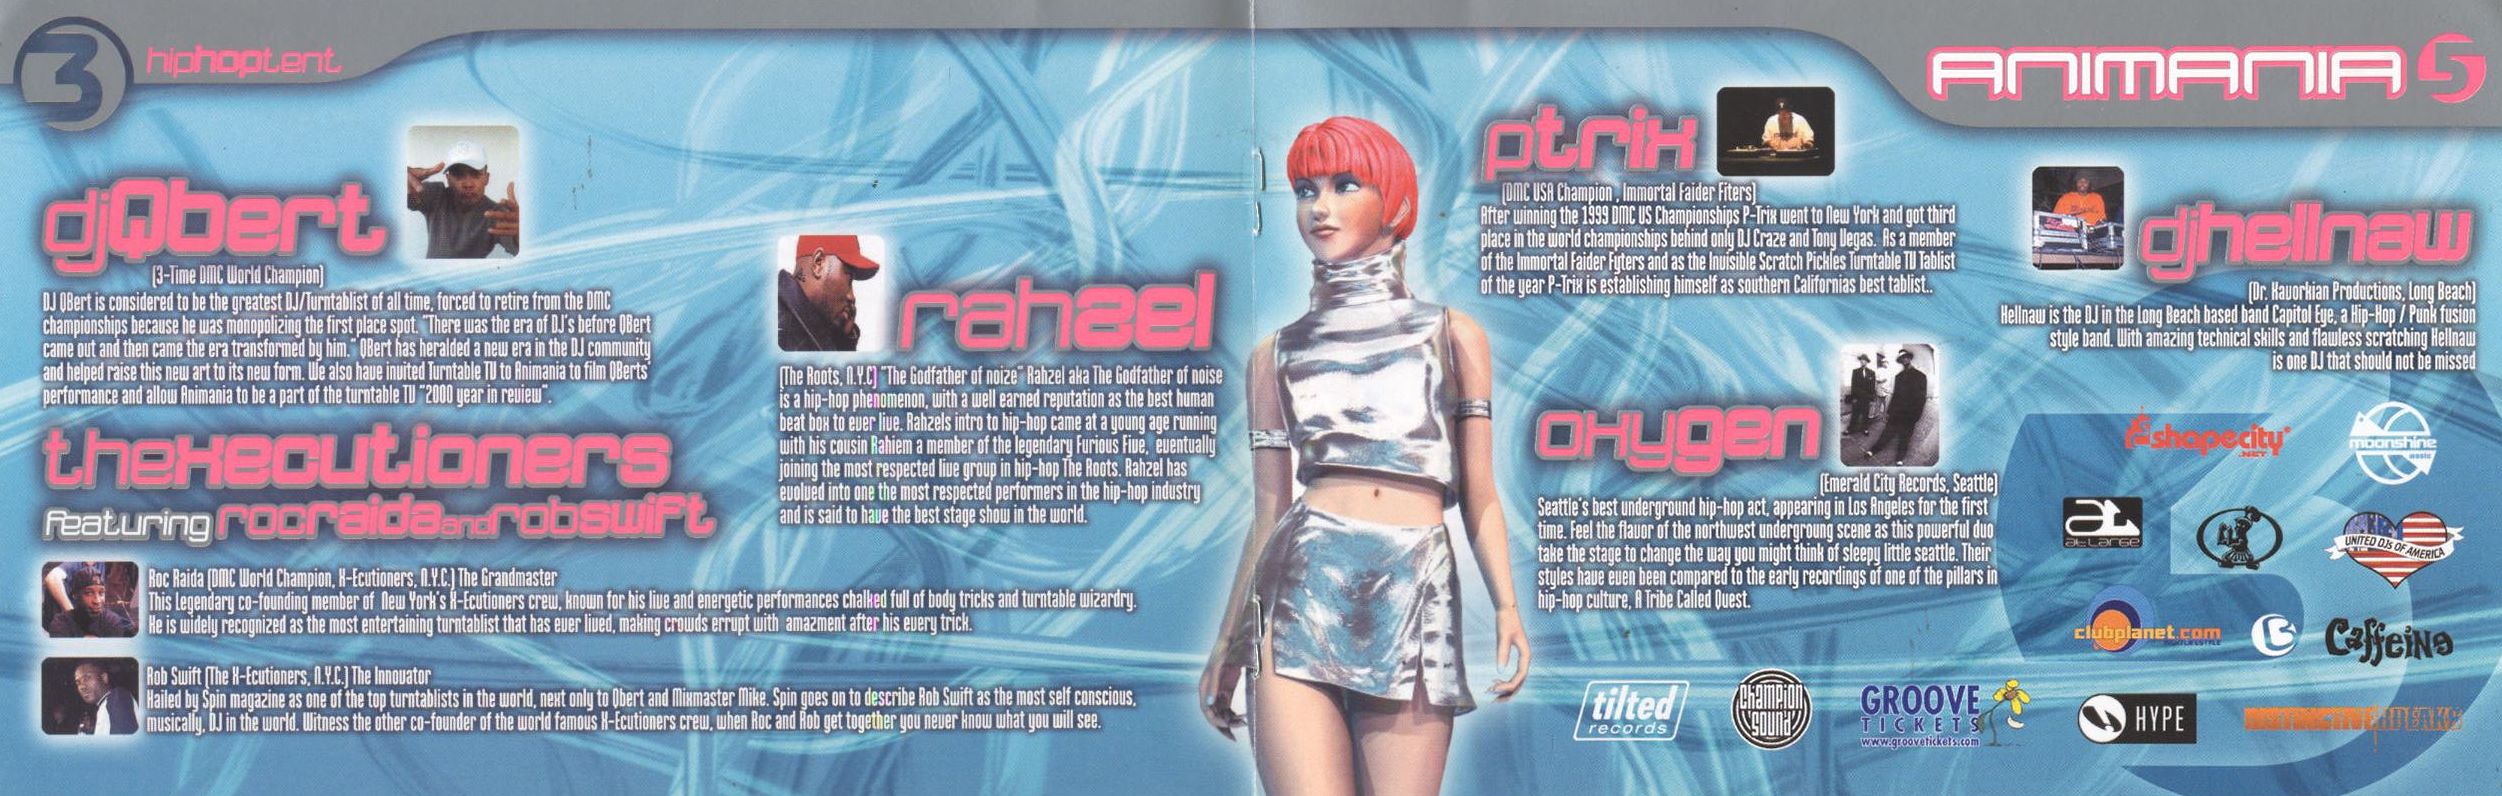 3 hiphoptent
djQbert
(3-Time DMC World Champion)
DJ QBert is considered to be the greatest DJ/Turntablist of all time, forced to retire from the DMC
championships because he was monopolizing the first place spot. "There was the era of DJ's before QBert
came out and then came the era transformed by him." QBert has heralded a new era in the DJ community
and helped raise this new art to its new form. We also have invited Turntable TV to Animania to film QBerts'
performance and allow Animania to be a part of the turntable TV "2000 year in review".
thexecutioners
featuring rocraida and robswift
Roc Raida (DMC World Champion, X-Ecutioners, N.Y.C.) The Grandmaster
This Legendary co-founding member of New York's X-Ecutioners crew, known for his live and energetic performances chalked full of body tricks and turntable wizardry.
He is widely recognized as the most entertaining turntablist that has ever lived, making crowds errupt with amazment after his every trick.
Rob Swift (The X-Ecutioners, N.Y.C.) The Innovator
Hailed by Spin magazine as one of the top turntablists in the world, next only to Qbert and Mixmaster Mike. Spin goes on to describe Rob Swift as the most self conscious,
musically, DJ in the world. Witness the other co-founder of the world famous X-Ecutioners crew, when Roc and Rob get together you never know what you will see.
rahzel
(The Roots, N.Y.C) "The Godfather of noize" Rahzel aka The Godfather of noise
is a hip-hop phenomenon, with a well earned reputation as the best human
beat box to ever live. Rahzels intro to hip-hop came at a young age running
with his cousin Rahiem a member of the legendary Furious Five, eventually
joining the most respected live group in hip-hop The Roots. Rahzel has
evolved into one the most respected performers in the hip-hop industry
and is said to have the best stage show in the world.
ANIMANIA 5
ptrix
(DMC USA Champion , Immortal Faider Fiters)
After winning the 1999 DMC US Championships P-Trix went to New York and got third
place in the world championships behind only DJ Craze and Tony Vegas. As a member
of the Immortal Faider Fyters and as the Invisible Scratch Pickles Turntable TV Tablist
of the year P-Trix is establishing himself as southern Californias best tablist..
djhellnaw
(Dr. Kavorkian Productions, Long Beach)
Hellnaw is the DJ in the Long Beach based band Capitol Eye, a Hip-Hop / Punk fusion
style band. With amazing technical skills and flawless scratching Hellnaw
is one DJ that should not be missed
oxygen
(Emerald City Records, Seattle)
Seattle's best underground hip-hop act, appearing in Los Angeles for the first
time. Feel the flavor of the northwest undergroung scene as this powerful duo
take the stage to change the way you might think of sleepy little seattle. Their
styles have even been compared to the early recordings of one of the pillars in
hip-hop culture, A Tribe Called Quest.
shopecity
.NET
moonshine
music
at large
UNITED DJs OF AMERICA
clubplanet.com
Caffeine
tilted
records
Champion
sound
GROOVE
TICKETS
www.groovetickets.com
HYPE